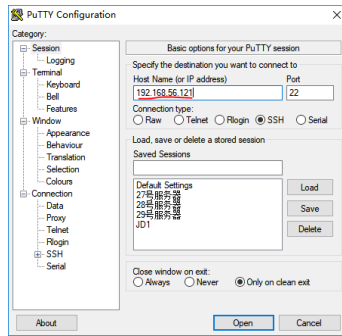 PuTTY Configuration
Category:
Session
Logging
Terminal
Keyboard
Bell
Features
Window
Appearance
Behaviour
Translation
Selection
Colours
Connection
Data
Proxy
Telnet
Rlogin
SSH
Serial
Basic options for your PuTTY session
Specify the destination you want to connect to
Host Name (or IP address) Port
192.168.56.121 22
Connection type:
Raw Telnet Rlogin SSH Serial
Load, save or delete a stored session
Saved Sessions
Default Settings
27号服务器
28号服务器
29号服务器
JD1
Load
Save
Delete
Close window on exit:
Always Never Only on clean exit
About Open Cancel